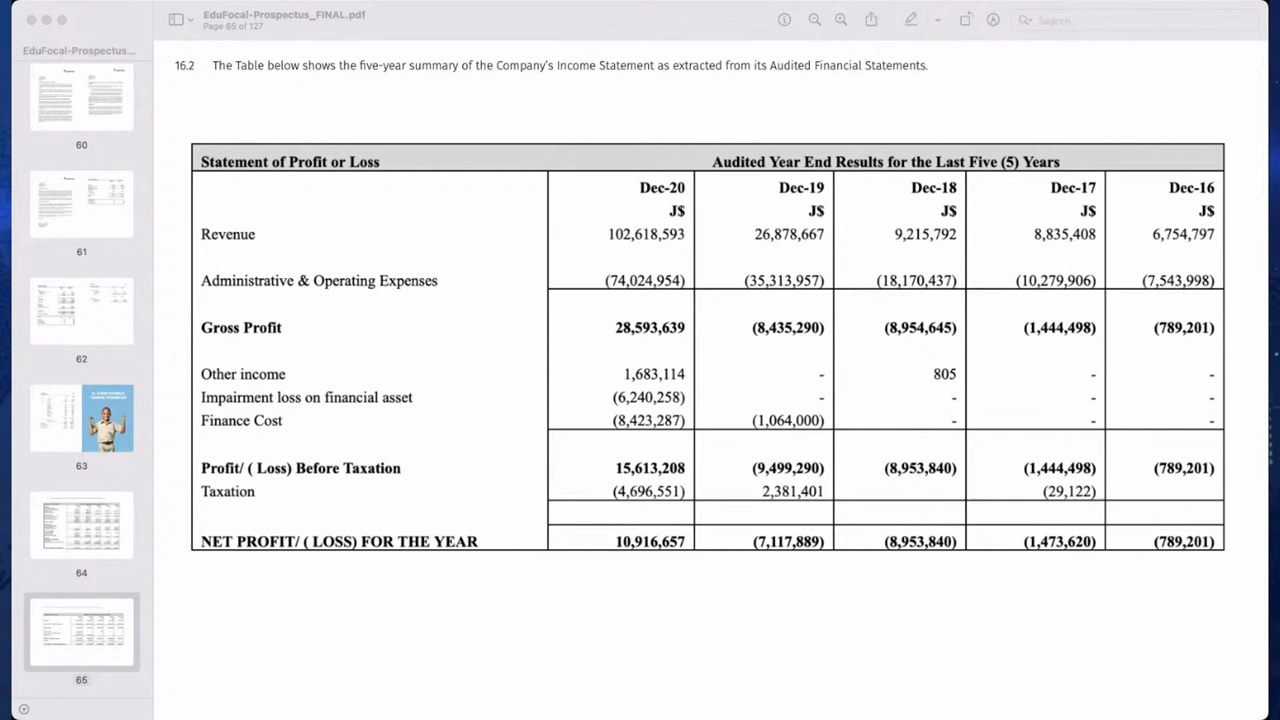 EduFocal-Prospectus_FINAL.pdf
Page 65 of 127
Search
EduFocal-Prospectus...
60
61
62
63
64
65
16.2 The Table below shows the five-year summary of the Company's Income Statement as extracted from its Audited Financial Statements.
Statement of Profit or Loss Audited Year End Results for the Last Five (5) Years
Dec-20 Dec-19 Dec-18 Dec-17 Dec-16
J$ J$ J$ J$ J$
Revenue 102,618,593 26,878,667 9,215,792 8,835,408 6,754,797
Administrative & Operating Expenses (74,024,954) (35,313,957) (18,170,437) (10,279,906) (7,543,998)
Gross Profit 28,593,639 (8,435,290) (8,954,645) (1,444,498) (789,201)
Other income 1,683,114 - 805 - -
Impairment loss on financial asset (6,240,258) - - - -
Finance Cost (8,423,287) (1,064,000) - - -
Profit/ ( Loss) Before Taxation 15,613,208 (9,499,290) (8,953,840) (1,444,498) (789,201)
Taxation (4,696,551) 2,381,401 (29,122)
NET PROFIT/ ( LOSS) FOR THE YEAR 10,916,657 (7,117,889) (8,953,840) (1,473,620) (789,201)